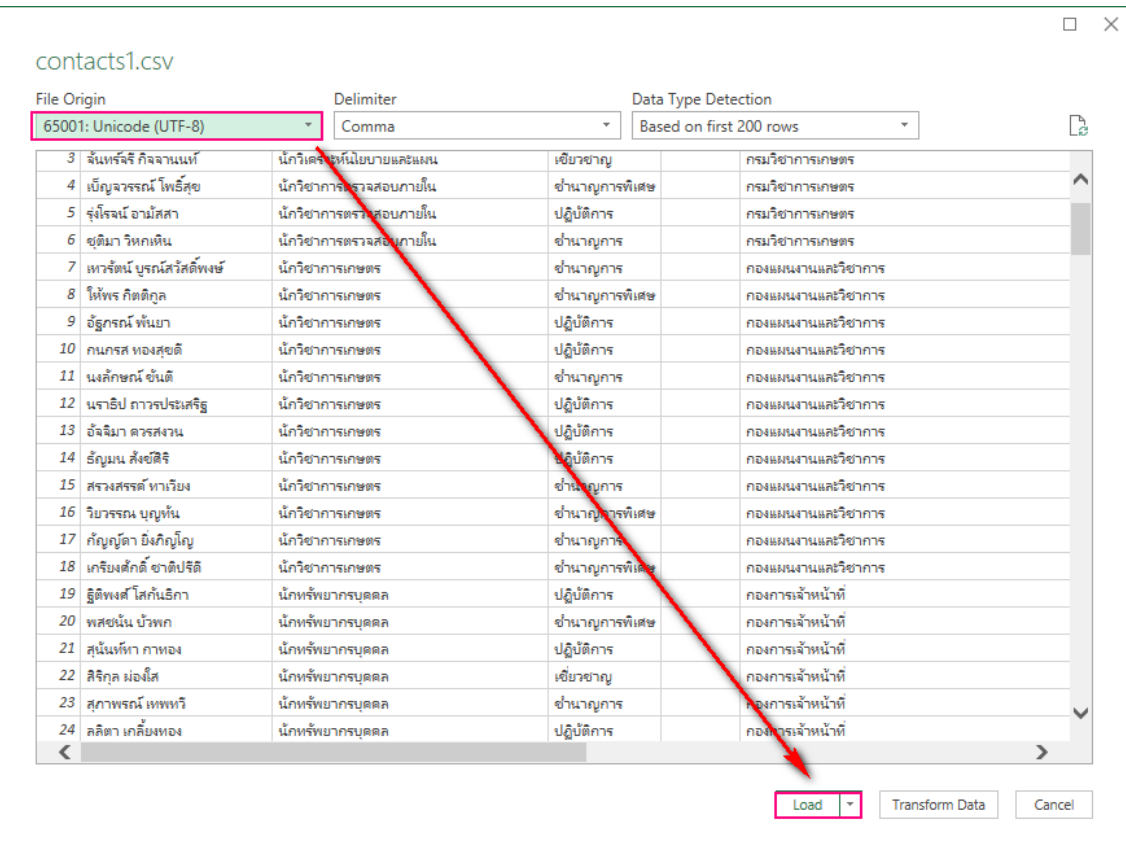 contacts1.csv
File Origin Delimiter Data Type Detection
65001: Unicode (UTF-8) Comma Based on first 200 rows
3 จันทร์จรี กิจจานนท์ นักวิเคราะห์นโยบายและแผน เชี่ยวชาญ กรมวิชาการเกษตร
4 เบ็ญจวรรณ์ โพธิ์สุข นักวิชาการตรวจสอบภายใน ชำนาญการพิเศษ กรมวิชาการเกษตร
5 รุ่งโรจน์ อามัสสา นักวิชาการตรวจสอบภายใน ปฏิบัติการ กรมวิชาการเกษตร
6 ชุติมา วิหกเหิน นักวิชาการตรวจสอบภายใน ชำนาญการ กรมวิชาการเกษตร
7 เทวรัตน์ บูรณ์สวัสดิ์พงษ์ นักวิชาการเกษตร ชำนาญการ กองแผนงานและวิชาการ
8 ให้พร กิตติกูล นักวิชาการเกษตร ชำนาญการพิเศษ กองแผนงานและวิชาการ
9 อัฐกรณ์ พันยา นักวิชาการเกษตร ปฏิบัติการ กองแผนงานและวิชาการ
10 กนกรส ทองสุขดี นักวิชาการเกษตร ปฏิบัติการ กองแผนงานและวิชาการ
11 นงลักษณ์ ขันตี นักวิชาการเกษตร ชำนาญการ กองแผนงานและวิชาการ
12 นราธิป ถาวรประเสริฐ นักวิชาการเกษตร ปฏิบัติการ กองแผนงานและวิชาการ
13 อัจจิมา ควรสงวน นักวิชาการเกษตร ปฏิบัติการ กองแผนงานและวิชาการ
14 ธัญมน สังข์ศิริ นักวิชาการเกษตร ปฏิบัติการ กองแผนงานและวิชาการ
15 สรวงสรรค์ ทาเวียง นักวิชาการเกษตร ชำนาญการ กองแผนงานและวิชาการ
16 วิยวรรณ บุญทัน นักวิชาการเกษตร ชำนาญการพิเศษ กองแผนงานและวิชาการ
17 กัญญ์ดา ยิ่งภิญโญ นักวิชาการเกษตร ชำนาญการ กองแผนงานและวิชาการ
18 เกรียงศักดิ์ ชาติปรีดี นักวิชาการเกษตร ชำนาญการพิเศษ กองแผนงานและวิชาการ
19 ฐิติพงศ์ โสภันธิกา นักทรัพยากรบุคคล ปฏิบัติการ กองการเจ้าหน้าที่
20 พสชนัน บัวพก นักทรัพยากรบุคคล ชำนาญการพิเศษ กองการเจ้าหน้าที่
21 สุนันท์ทา กาทอง นักทรัพยากรบุคคล ปฏิบัติการ กองการเจ้าหน้าที่
22 สิริกุล ผ่องใส นักทรัพยากรบุคคล เชี่ยวชาญ กองการเจ้าหน้าที่
23 สุภาพรณ์ เทพทวี นักทรัพยากรบุคคล ชำนาญการ กองการเจ้าหน้าที่
24 ลลิตา เกลี้ยงทอง นักทรัพยากรบุคคล ปฏิบัติการ กองการเจ้าหน้าที่
Load Transform Data Cancel